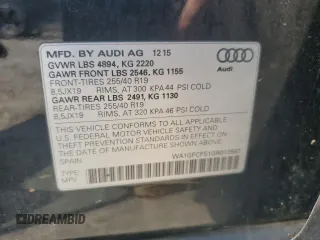 MFD. BY AUDI AG 12 15
GVWR LBS 4894, KG 2220
GAWR FRONT LBS 2546, KG 1155
FRONT-TIRES 255/40 R19
8,5JX19 RIMS, AT 300 KPA 44 PSI COLD
GAWR REAR LBS 2491, KG 1130
REAR-TIRES 255/40 R19
8,5JX19 RIMS, AT 320 KPA 46 PSI COLD
Audi
THIS VEHICLE CONFORMS TO ALL APPLICABLE
FEDERAL MOTOR VEHICLE SAFETY, BUMPER, AND
THEFT PREVENTION STANDARDS IN EFFECT ON THE
DATE OF MANUFACTURE SHOWN ABOVE
SPAIN
TYPE:
MPV
BIDAMERICA